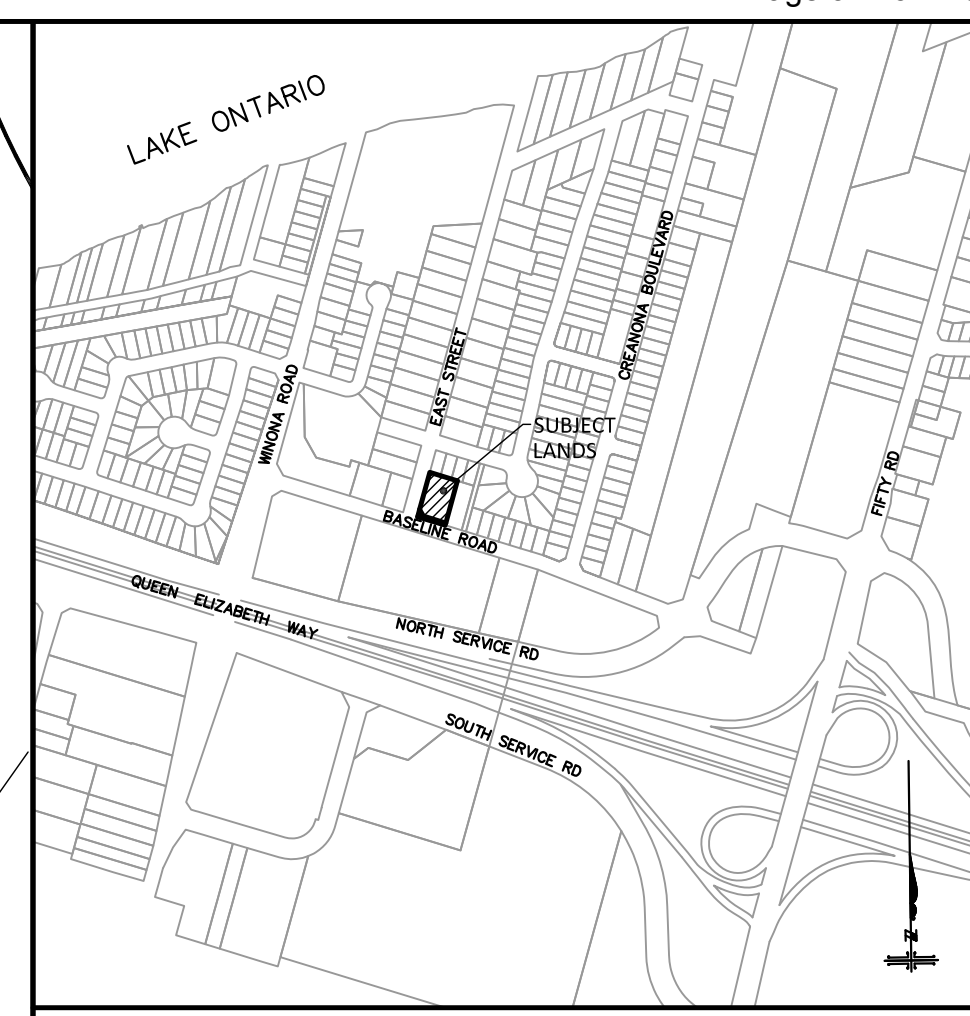 LAKE ONTARIO
CREANONA BOULEVARD
EAST STREET
WINONA ROAD
SUBJECT
LANDS
FIFTY RD
BASELINE ROAD
QUEEN ELIZABETH WAY
NORTH SERVICE RD
SOUTH SERVICE RD
N